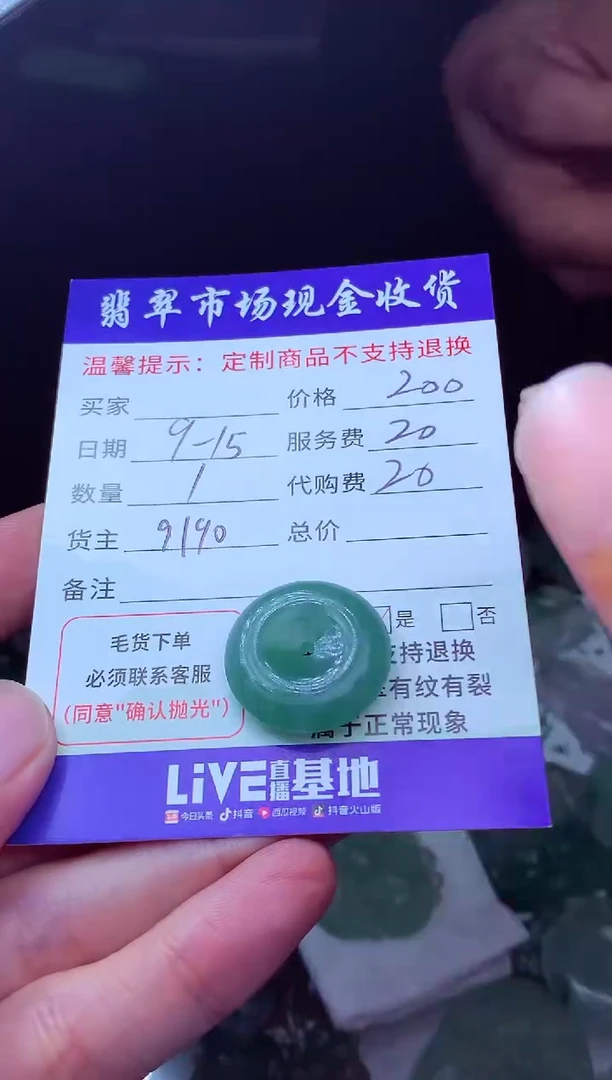 翡翠市场现金收货
温馨提示：定制商品不支持退换
买家 价格 200
日期 9-15 服务费 20
数量 1 代购费 20
货主 9190 总价
备注
是 否
毛货下单
必须联系客服
(同意"确认抛光")
支持退换
有纹有裂
属于正常现象
LiVE直播基地
今日头条 抖音 西瓜视频 抖音火山版